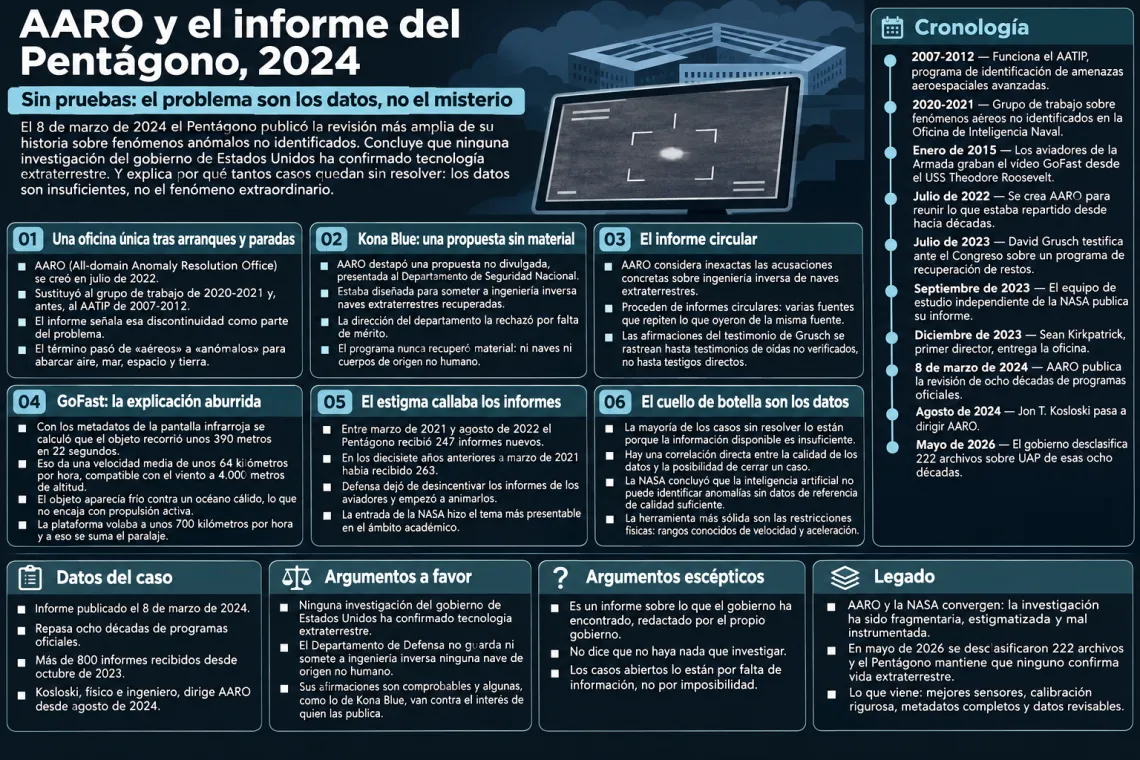 AARO y el informe del
Pentágono, 2024
Sin pruebas: el problema son los datos, no el misterio
El 8 de marzo de 2024 el Pentágono publicó la revisión más amplia de su
historia sobre fenómenos anómalos no identificados. Concluye que ninguna
investigación del gobierno de Estados Unidos ha confirmado tecnología
extraterrestre. Y explica por qué tantos casos quedan sin resolver: los datos
son insuficientes, no el fenómeno extraordinario.
01 Una oficina única tras arranques y paradas
AARO (All-domain Anomaly Resolution Office)
se creó en julio de 2022.
Sustituyó al grupo de trabajo de 2020-2021 y,
antes, al AATIP de 2007-2012.
El informe señala esa discontinuidad como parte
del problema.
El término pasó de «aéreos» a «anómalos» para
abarcar aire, mar, espacio y tierra.
02 Kona Blue: una propuesta sin material
AARO destapó una propuesta no divulgada,
presentada al Departamento de Seguridad Nacional.
Estaba diseñada para someter a ingeniería inversa
naves extraterrestres recuperadas.
La dirección del departamento la rechazó por falta
de mérito.
El programa nunca recuperó material: ni naves ni
cuerpos de origen no humano.
03 El informe circular
AARO considera inexactas las acusaciones
concretas sobre ingeniería inversa de naves
extraterrestres.
Proceden de informes circulares: varias fuentes
que repiten lo que oyeron de la misma fuente.
Las afirmaciones del testimonio de Grusch se
rastrean hasta testimonios de oídas no verificados,
no hasta testigos directos.
04 GoFast: la explicación aburrida
Con los metadatos de la pantalla infrarroja se
calculó que el objeto recorrió unos 390 metros
en 22 segundos.
Eso da una velocidad media de unos 64 kilómetros
por hora, compatible con el viento a 4.000 metros
de altitud.
El objeto aparecía frío contra un océano cálido, lo que
no encaja con propulsión activa.
La plataforma volaba a unos 700 kilómetros por hora
y a eso se suma el paralaje.
05 El estigma callaba los informes
Entre marzo de 2021 y agosto de 2022 el
Pentágono recibió 247 informes nuevos.
En los diecisiete años anteriores a marzo de 2021
había recibido 263.
Defensa dejó de desincentivar los informes de los
aviadores y empezó a animarlos.
La entrada de la NASA hizo el tema más presentable
en el ámbito académico.
06 El cuello de botella son los datos
La mayoría de los casos sin resolver lo están
porque la información disponible es insuficiente.
Hay una correlación directa entre la calidad de los
datos y la posibilidad de cerrar un caso.
La NASA concluyó que la inteligencia artificial no
puede identificar anomalías sin datos de referencia
de calidad suficiente.
La herramienta más sólida son las restricciones
físicas: rangos conocidos de velocidad y aceleración.
Cronología
2007-2012 — Funciona el AATIP,
programa de identificación de amenazas
aeroespaciales avanzadas.
2020-2021 — Grupo de trabajo sobre
fenómenos aéreos no identificados en la
Oficina de Inteligencia Naval.
Enero de 2015 — Los aviadores de la
Armada graban el vídeo GoFast desde
el USS Theodore Roosevelt.
Julio de 2022 — Se crea AARO para
reunir lo que estaba repartido desde
hacía décadas.
Julio de 2023 — David Grusch testifica
ante el Congreso sobre un programa de
recuperación de restos.
Septiembre de 2023 — El equipo de
estudio independiente de la NASA publica
su informe.
Diciembre de 2023 — Sean Kirkpatrick,
primer director, entrega la oficina.
8 de marzo de 2024 — AARO publica
la revisión de ocho décadas de programas
oficiales.
Agosto de 2024 — Jon T. Kosloski pasa a
dirigir AARO.
Mayo de 2026 — El gobierno desclasifica
222 archivos sobre UAP de esas ocho
décadas.
Datos del caso
Informe publicado el 8 de marzo de 2024.
Repasa ocho décadas de programas
oficiales.
Más de 800 informes recibidos desde
octubre de 2023.
Kosloski, físico e ingeniero, dirige AARO
desde agosto de 2024.
Argumentos a favor
Ninguna investigación del gobierno de
Estados Unidos ha confirmado tecnología
extraterrestre.
El Departamento de Defensa no guarda ni
somete a ingeniería inversa ninguna nave de
origen no humano.
Sus afirmaciones son comprobables y algunas,
como lo de Kona Blue, van contra el interés de
quien las publica.
? Argumentos escépticos
Es un informe sobre lo que el gobierno ha
encontrado, redactado por el propio
gobierno.
No dice que no haya nada que investigar.
Los casos abiertos lo están por falta de
información, no por imposibilidad.
Legado
AARO y la NASA convergen: la investigación
ha sido fragmentaria, estigmatizada y mal
instrumentada.
En mayo de 2026 se desclasificaron 222 archivos
y el Pentágono mantiene que ninguno confirma
vida extraterrestre.
Lo que viene: mejores sensores, calibración
rigurosa, metadatos completos y datos revisables.